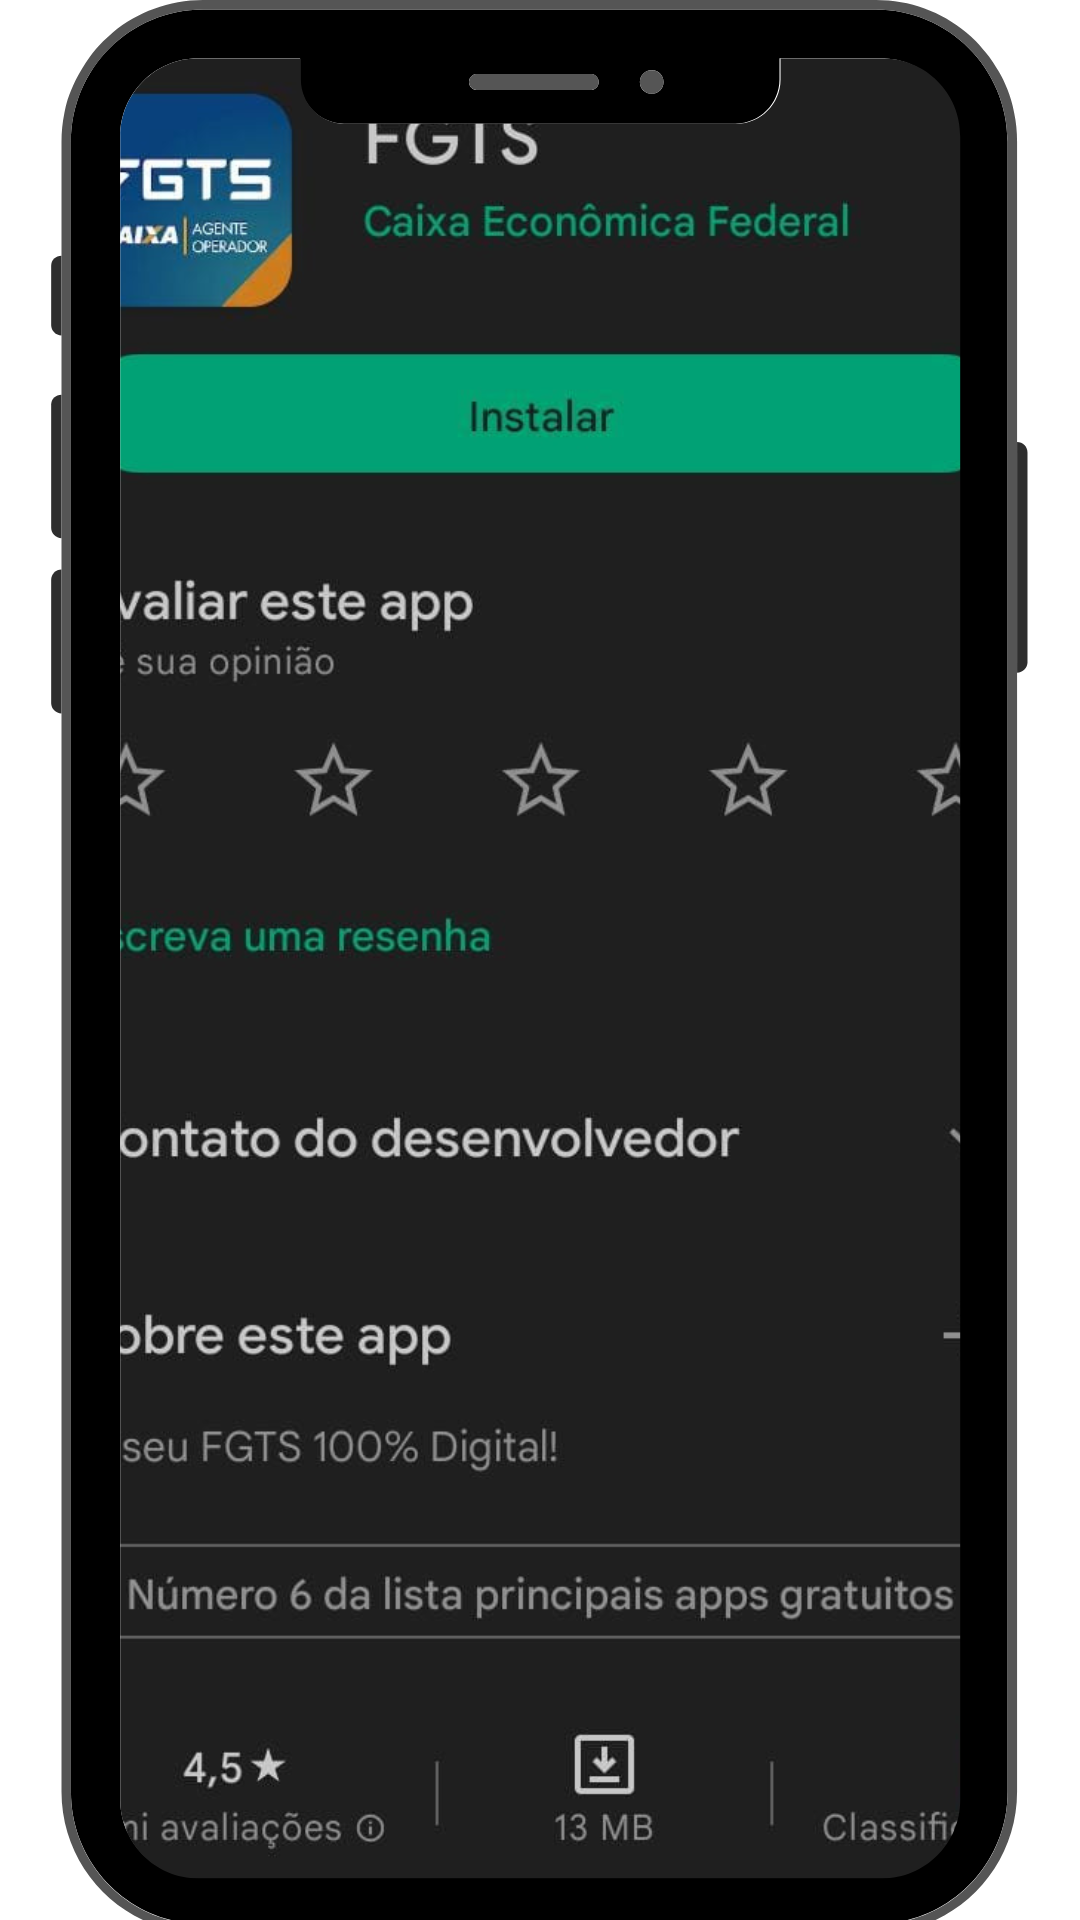 FGTS
Caixa Econômica Federal
FGTS
CAIXA AGENTE
OPERADOR
Instalar
valiar este app
sua opinião
screva uma resenha
ontato do desenvolvedor
obre este app
seu FGTS 100% Digital!
Número 6 da lista principais apps gratuitos
4,5 ★
avaliações
13 MB
Classific